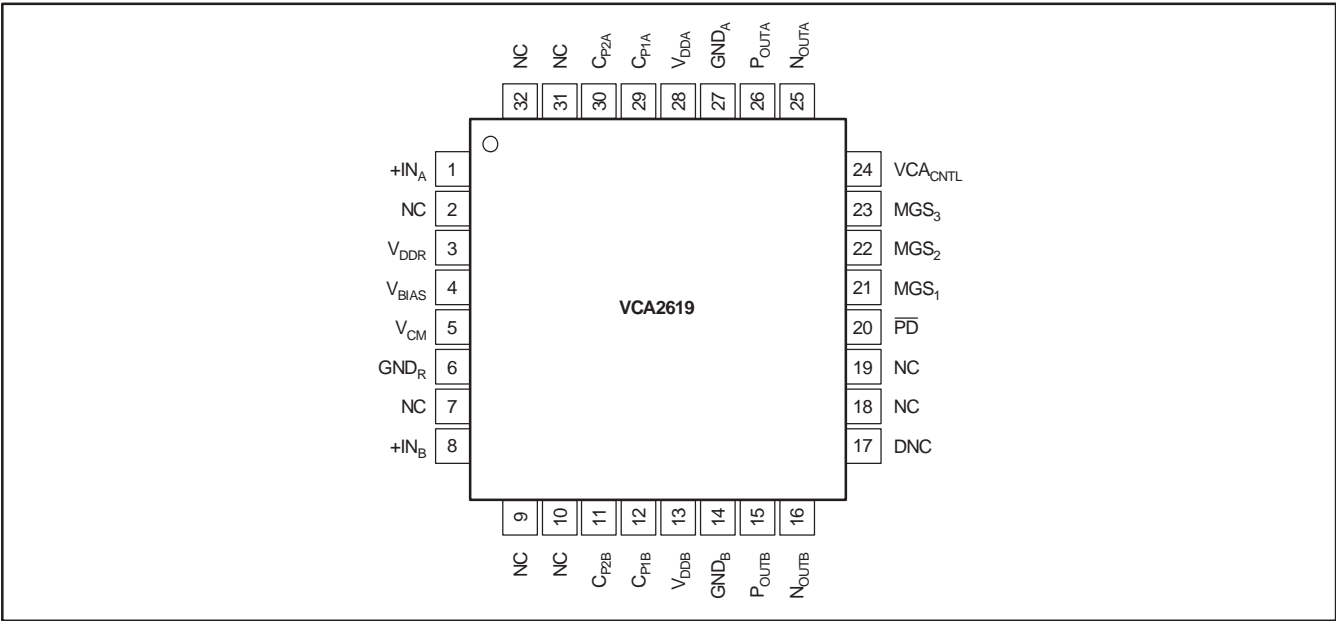 NC NC CP2A CP1A VDDA GNDA POUTA NOUTA
32 31 30 29 28 27 26 25
+INA 1
NC 2
VDDR 3
VBIAS 4
VCM 5
GNDR 6
NC 7
+INB 8
VCA2619
24 VCACNTL
23 MGS3
22 MGS2
21 MGS1
20 P̅D̅
19 NC
18 NC
17 DNC
9 10 11 12 13 14 15 16
NC NC CP2B CP1B VDDB GNDB POUTB NOUTB